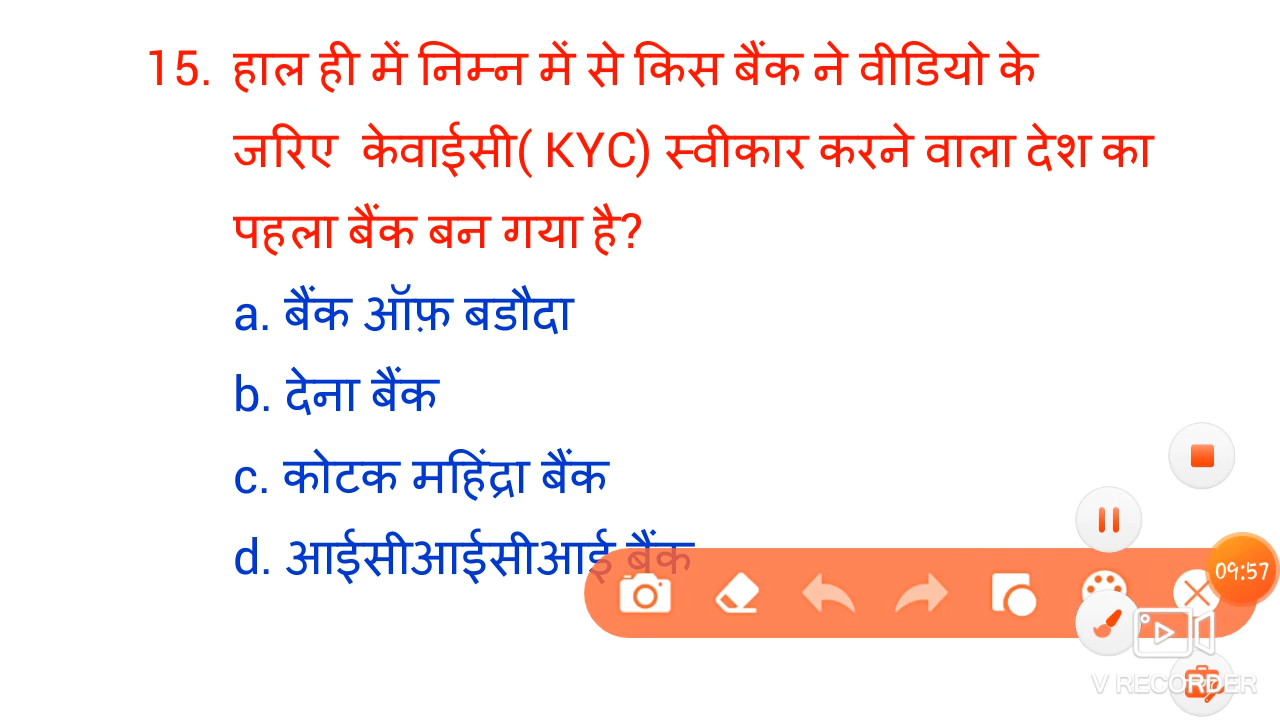 15. हाल ही में निम्न में से किस बैंक ने वीडियो के
जरिए केवाईसी( KYC) स्वीकार करने वाला देश का
पहला बैंक बन गया है?
a. बैंक ऑफ़ बडौदा
b. देना बैंक
c. कोटक महिंद्रा बैंक
d. आईसीआईसीआई बैंक
09:57
V RECORDER